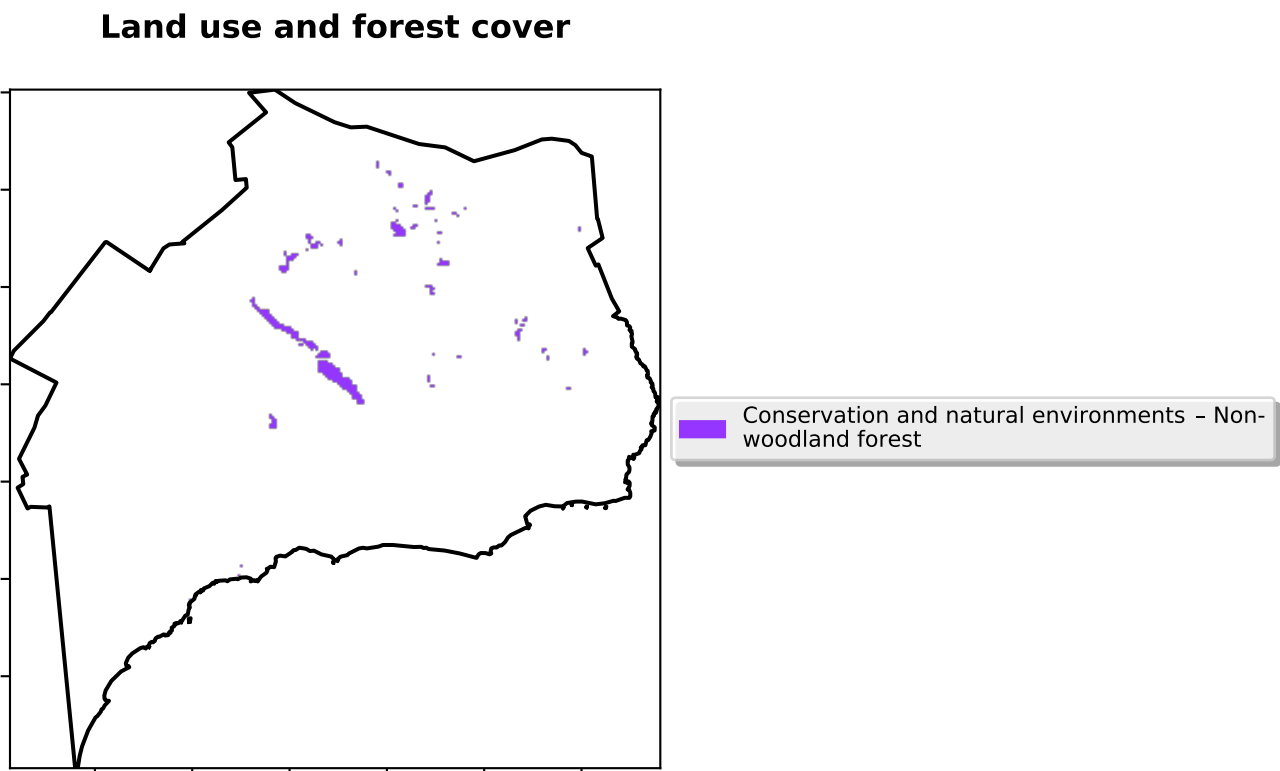 Land use and forest cover
Conservation and natural environments – Non-
woodland forest